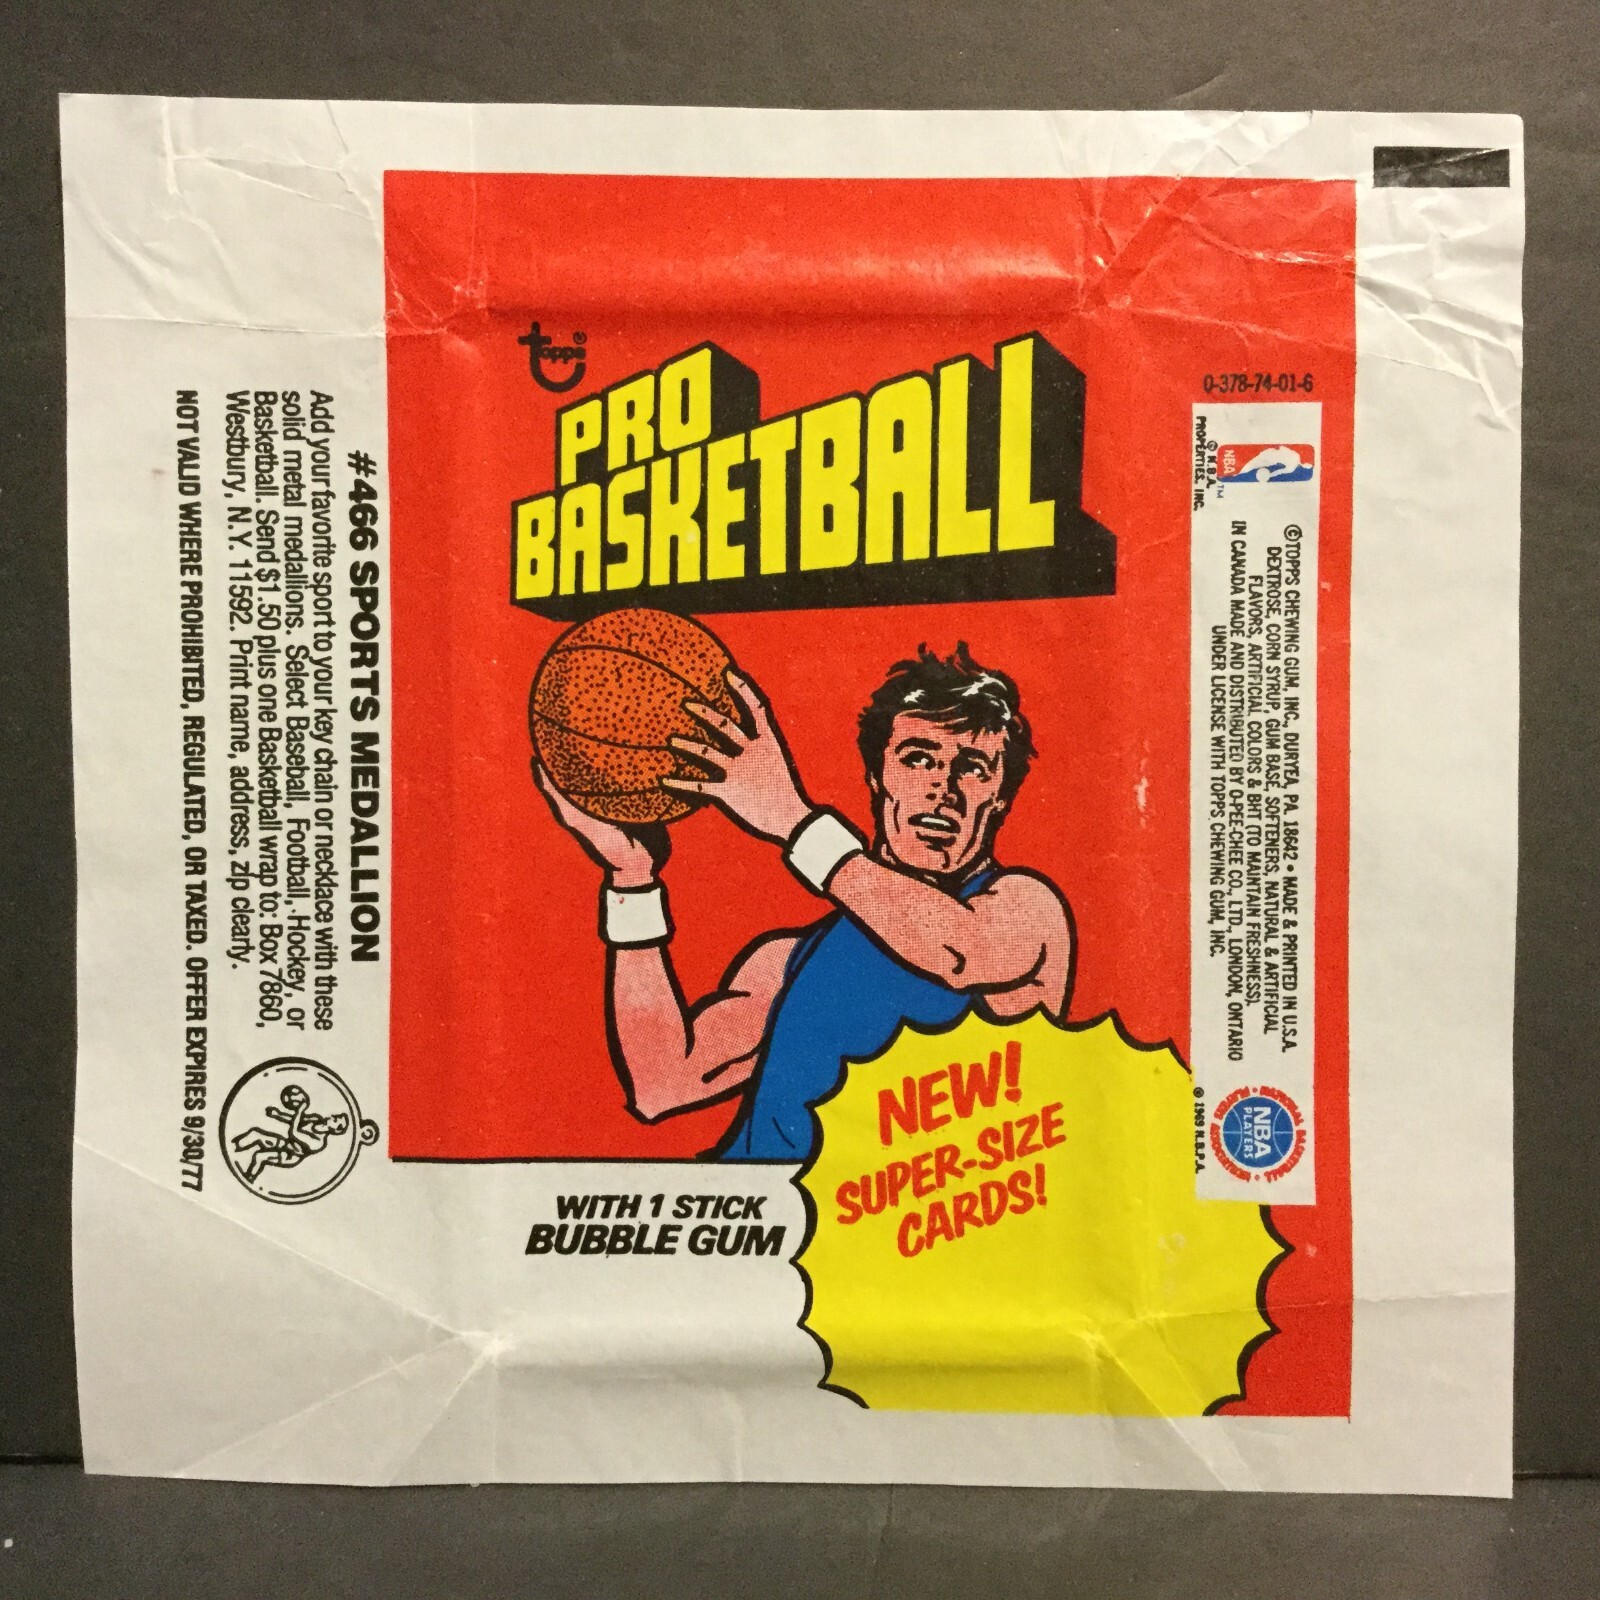 topps®
PRO
BASKETBALL
WITH 1 STICK
BUBBLE GUM
NEW!
SUPER-SIZE
CARDS!
#466 SPORTS MEDALLION
Add your favorite sport to your key chain or necklace with these
solid metal medallions. Select Baseball, Football, Hockey, or
Basketball. Send $1.50 plus one Basketball wrap to: Box 7860,
Westbury, N.Y. 11592. Print name, address, zip clearly.
NOT VALID WHERE PROHIBITED, REGULATED, OR TAXED. OFFER EXPIRES 9/30/77
0-378-74-01-6
NBA
TM
© N.B.A.
PROPERTIES, INC.
©TOPPS CHEWING GUM, INC., DURYEA, PA 18642 • MADE & PRINTED IN U.S.A.
DEXTROSE, CORN SYRUP, GUM BASE, SOFTENERS, NATURAL & ARTIFICIAL
FLAVORS, ARTIFICIAL COLORS & BHT (TO MAINTAIN FRESHNESS).
IN CANADA MADE AND DISTRIBUTED BY O-PEE-CHEE CO., LTD., LONDON, ONTARIO
UNDER LICENSE WITH TOPPS CHEWING GUM, INC.
NATIONAL BASKETBALL
NBA
PLAYERS
PLAYERS ASSOCIATION
© 1969 N.B.P.A.